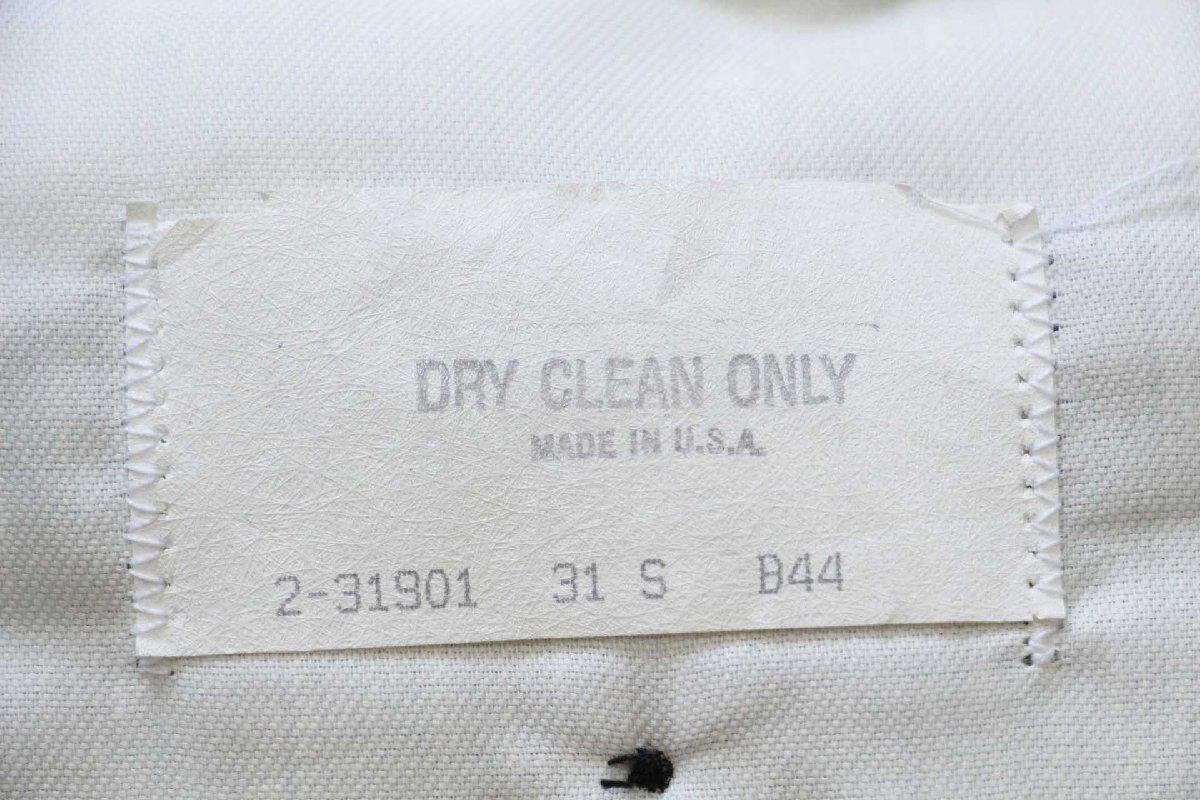 DRY CLEAN ONLY
MADE IN U.S.A.
2-31901 31 S B44